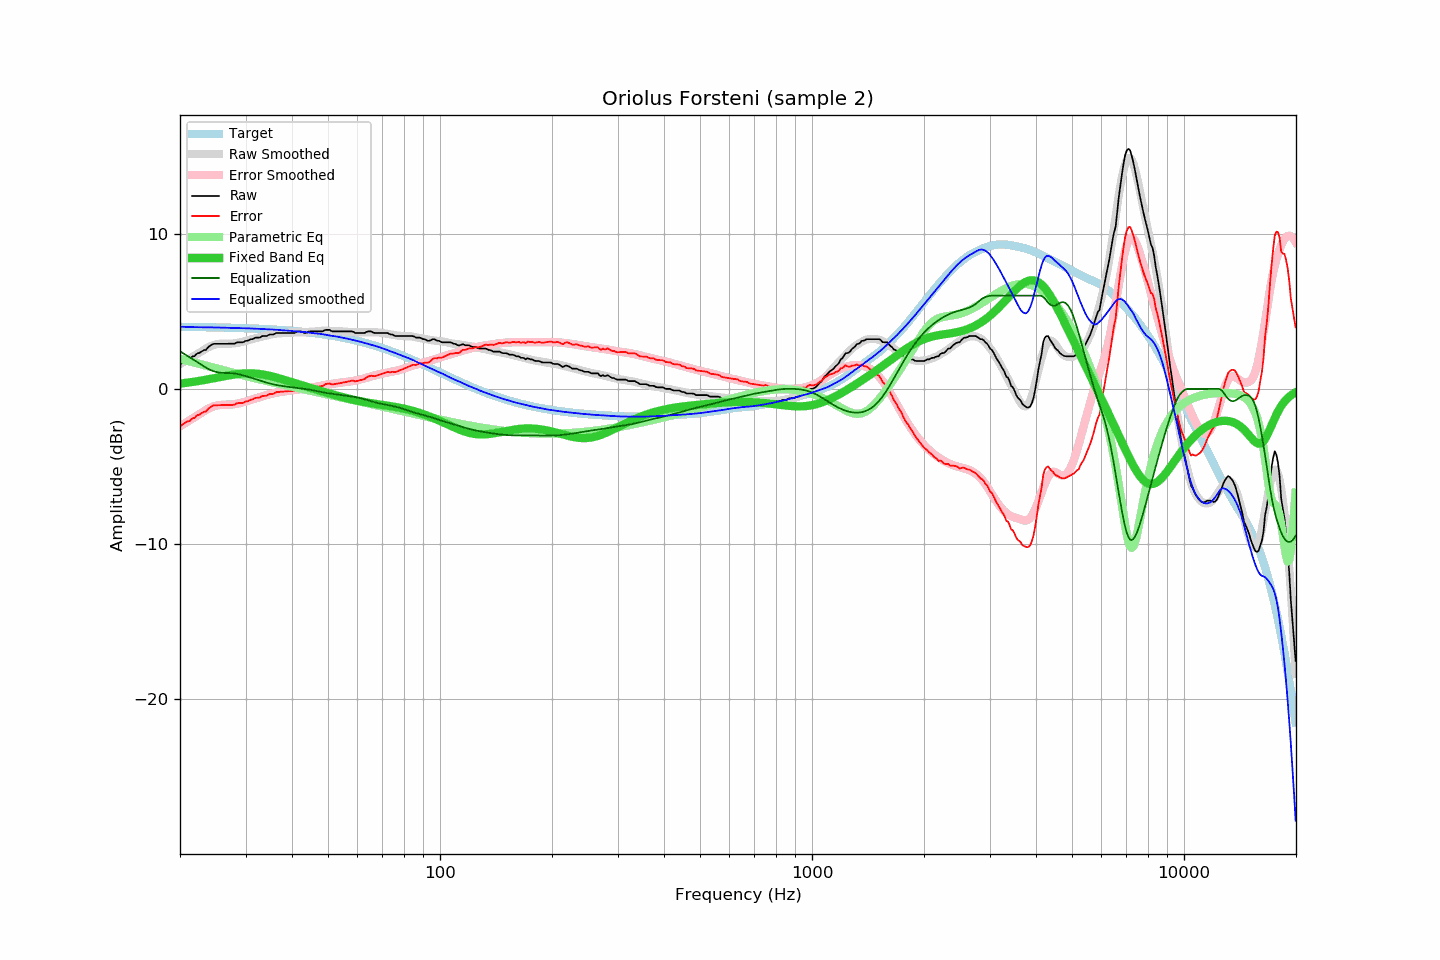 Oriolus Forsteni (sample 2)
Target
Raw Smoothed
Error Smoothed
Raw
Error
Parametric Eq
Fixed Band Eq
Equalization
Equalized smoothed
10
0
−10
−20
Amplitude (dBr)
100 1000 10000
Frequency (Hz)